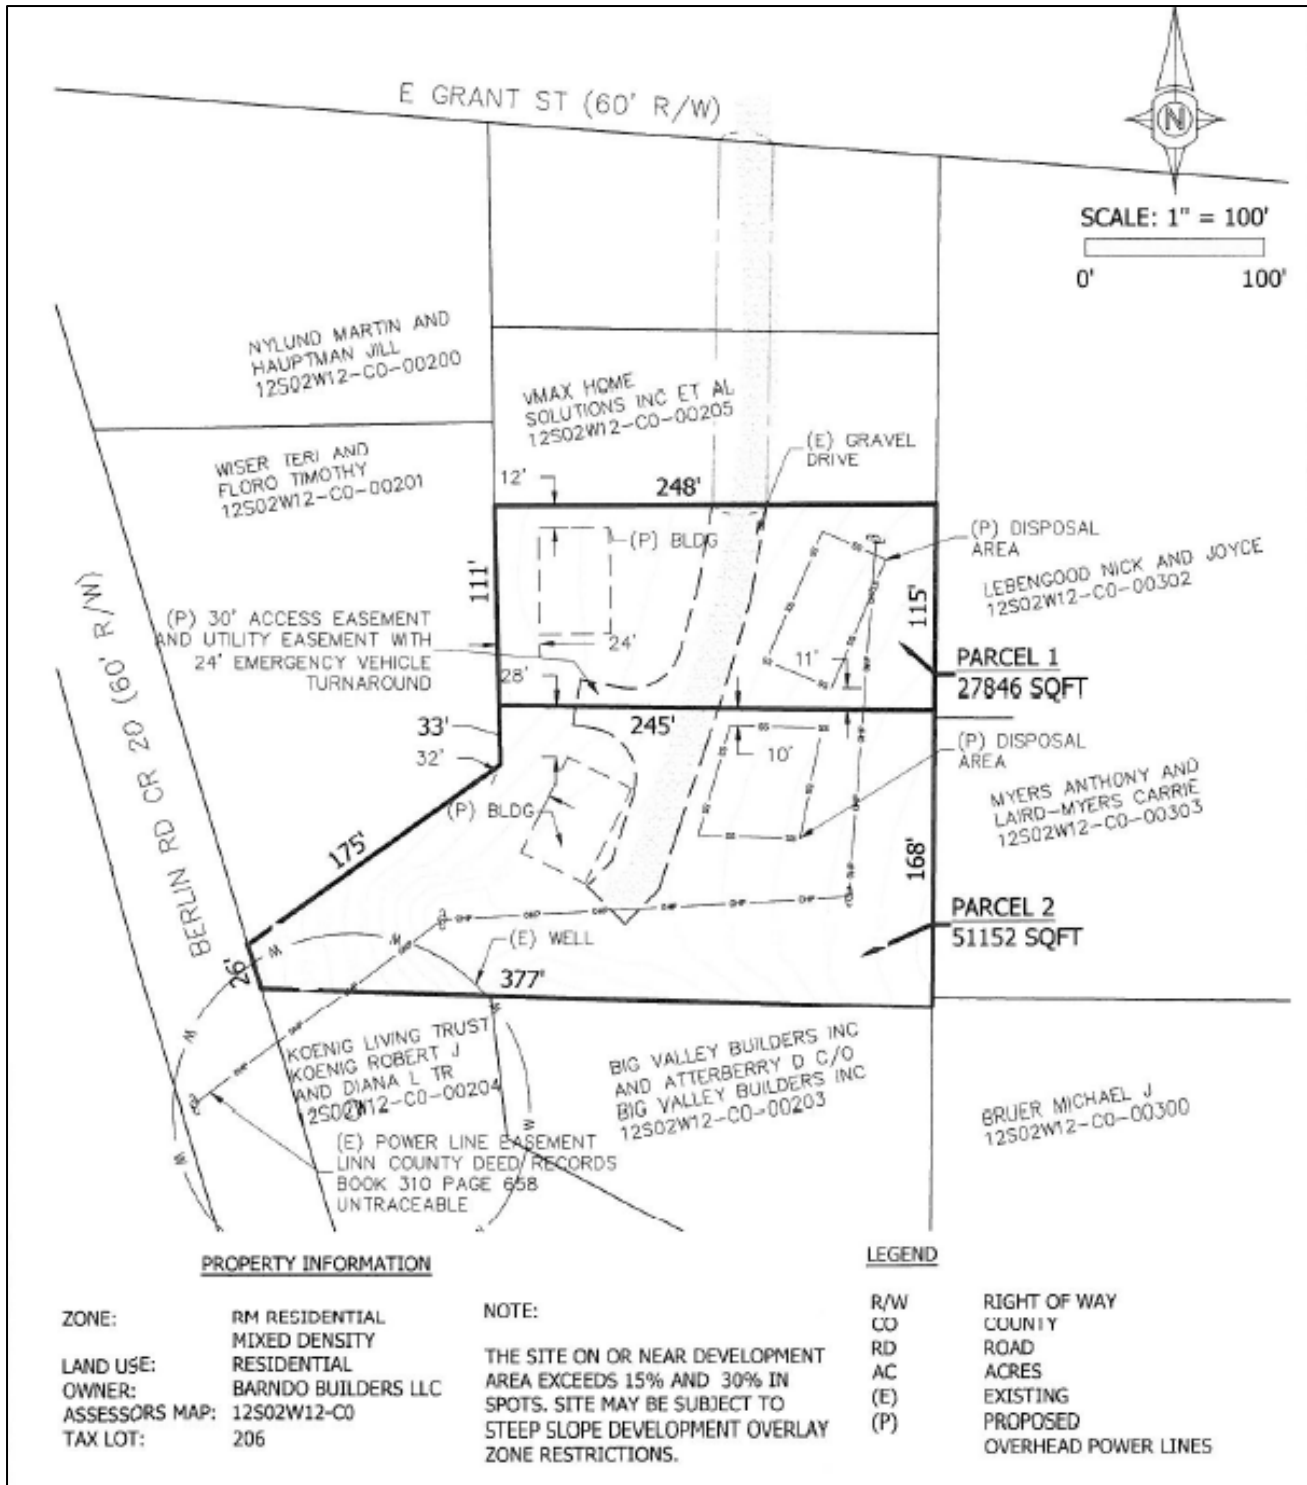 E GRANT ST (60' R/W)
N
SCALE: 1" = 100'
0' 100'
NYLUND MARTIN AND
HAUPTMAN JILL
12S02W12-C0-00200
VMAX HOME
SOLUTIONS INC ET AL
12S02W12-C0-00205
(E) GRAVEL
DRIVE
WISER TERI AND
FLORO TIMOTHY
12S02W12-C0-00201
12'
248'
(P) BLDG
(P) DISPOSAL
AREA
LEBENGOOD NICK AND JOYCE
12S02W12-C0-00302
111'
115'
(P) 30' ACCESS EASEMENT
AND UTILITY EASEMENT WITH
24' EMERGENCY VEHICLE
TURNAROUND
24'
28'
11'
PARCEL 1
27846 SQFT
33'
245'
32'
10'
(P) DISPOSAL
AREA
MYERS ANTHONY AND
LAIRD-MYERS CARRIE
12S02W12-C0-00303
(P) BLDG
BERLIN RD CR 20 (60' R/W)
175'
168'
PARCEL 2
51152 SQFT
(E) WELL
26'
377'
KOENIG LIVING TRUST
KOENIG ROBERT J
AND DIANA L TR
12S02W12-C0-00204
BIG VALLEY BUILDERS INC
AND ATTERBERRY D C/O
BIG VALLEY BUILDERS INC
12S02W12-C0-00203
BRUER MICHAEL J
12S02W12-C0-00300
(E) POWER LINE EASEMENT
LINN COUNTY DEED RECORDS
BOOK 310 PAGE 658
UNTRACEABLE
PROPERTY INFORMATION
ZONE: RM RESIDENTIAL
MIXED DENSITY
LAND USE: RESIDENTIAL
OWNER: BARNDO BUILDERS LLC
ASSESSORS MAP: 12S02W12-C0
TAX LOT: 206
NOTE:
THE SITE ON OR NEAR DEVELOPMENT
AREA EXCEEDS 15% AND 30% IN
SPOTS. SITE MAY BE SUBJECT TO
STEEP SLOPE DEVELOPMENT OVERLAY
ZONE RESTRICTIONS.
LEGEND
R/W RIGHT OF WAY
CO COUNTY
RD ROAD
AC ACRES
(E) EXISTING
(P) PROPOSED
OVERHEAD POWER LINES